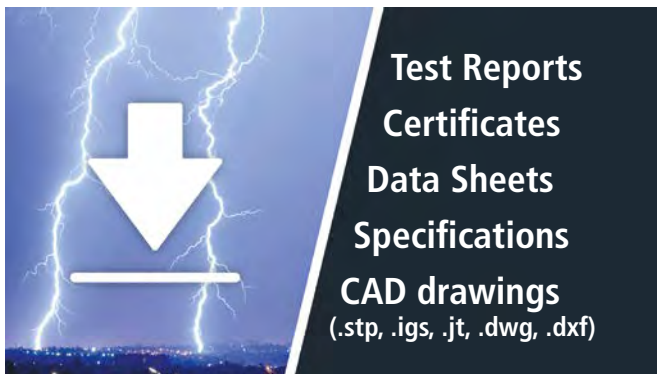 Test Reports
Certificates
Data Sheets
Specifications
CAD drawings
(.stp, .igs, .jt, .dwg, .dxf)